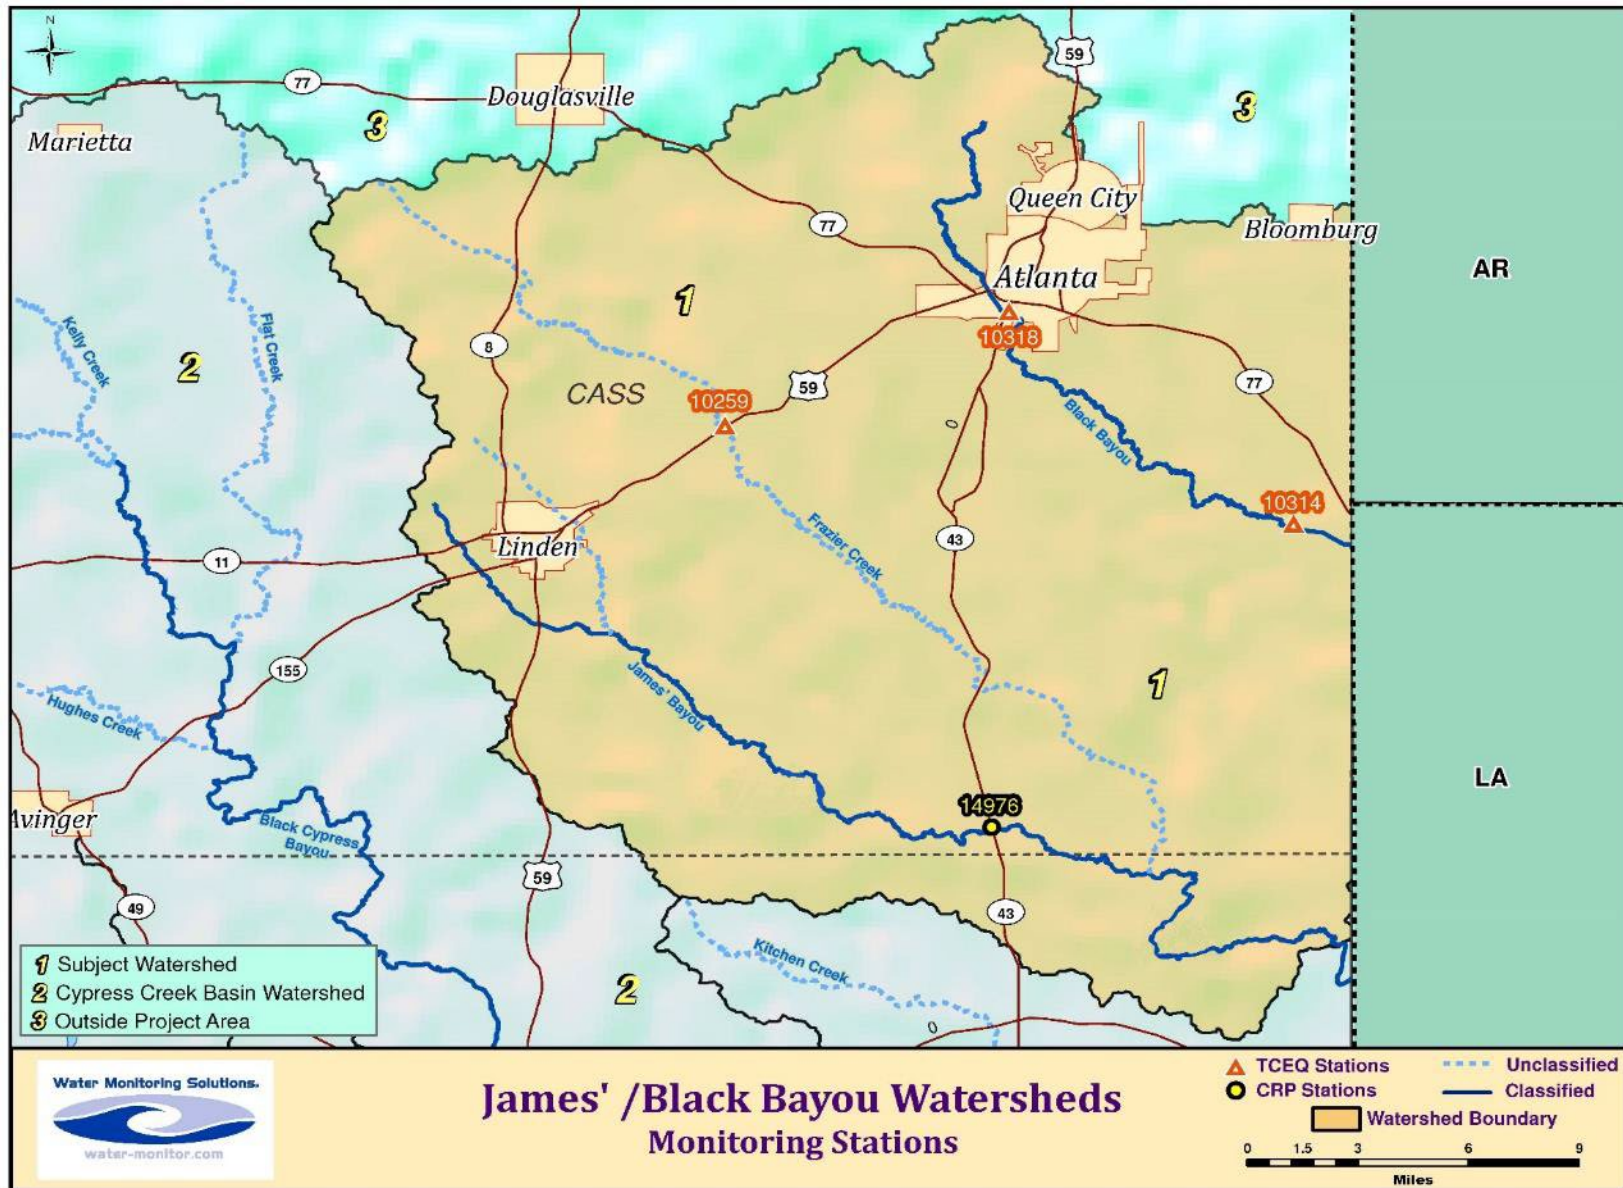 N
59
77
Douglasville
3
3
Marietta
Queen City
77
Bloomburg
AR
Atlanta
1
Kelly Creek
Flat Creek
10318
8
2
59
77
CASS
10259
Black Bayou
0
10314
Frazier Creek
43
Linden
11
155
James' Bayou
1
Hughes Creek
LA
14976
Avinger
Black Cypress
Bayou
59
49
43
Kitchen Creek
2
0
1 Subject Watershed
2 Cypress Creek Basin Watershed
3 Outside Project Area
Water Monitoring Solutions.
water-monitor.com
James' /Black Bayou Watersheds
Monitoring Stations
TCEQ Stations
Unclassified
CRP Stations
Classified
Watershed Boundary
0 1.5 3 6 9
Miles